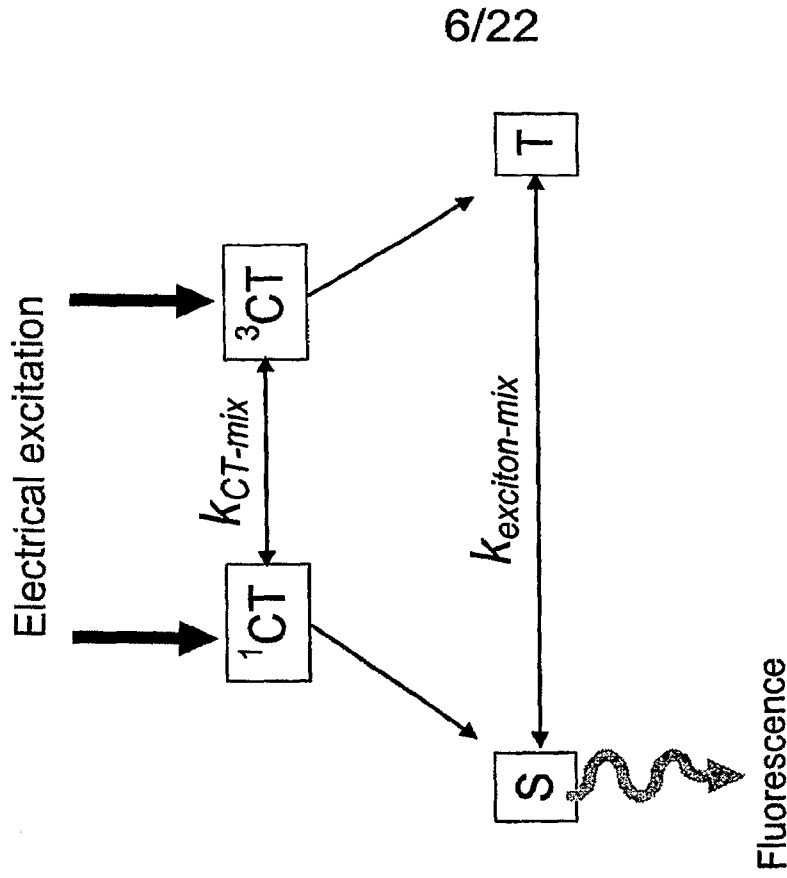 6/22
Electrical excitation
¹CT
k_CT-mix
³CT
S
k_exciton-mix
T
Fluorescence